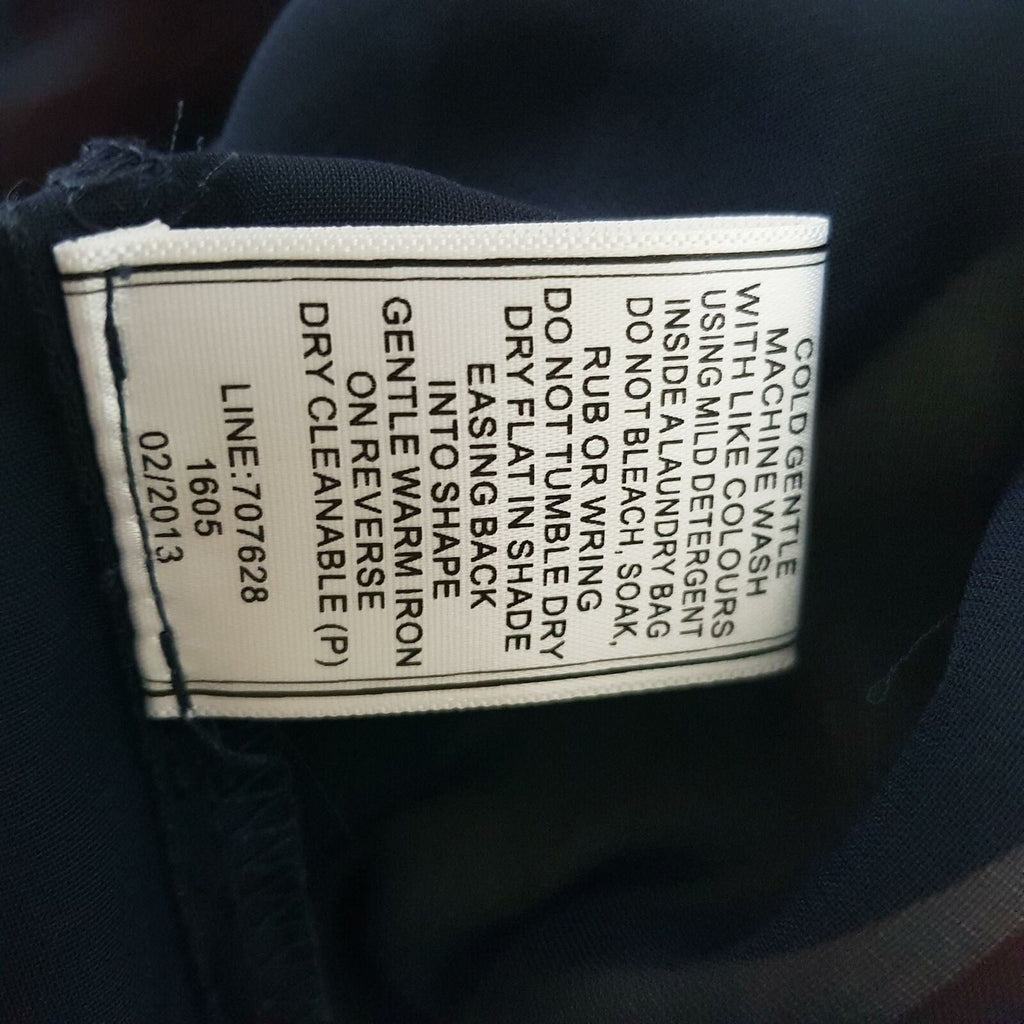 COLD GENTLE
MACHINE WASH
WITH LIKE COLOURS
USING MILD DETERGENT
INSIDE A LAUNDRY BAG
DO NOT BLEACH, SOAK,
RUB OR WRING
DO NOT TUMBLE DRY
DRY FLAT IN SHADE
EASING BACK
INTO SHAPE
GENTLE WARM IRON
ON REVERSE
DRY CLEANABLE (P)
LINE:707628
1605
02/2013